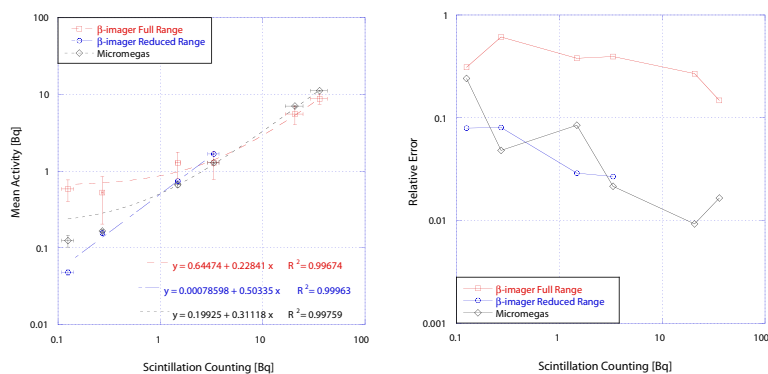 β-imager Full Range
β-imager Reduced Range
Micromegas
100
10
1
0.1
0.01
Mean Activity [Bq]
y = 0.64474 + 0.22841 x R² = 0.99674
y = 0.00078598 + 0.50335 x R² = 0.99963
y = 0.19925 + 0.31118 x R² = 0.99759
0.1 1 10 100
Scintillation Counting [Bq]
1
0.1
0.01
0.001
Relative Error
β-imager Full Range
β-imager Reduced Range
Micromegas
0.1 1 10 100
Scintillation Counting [Bq]